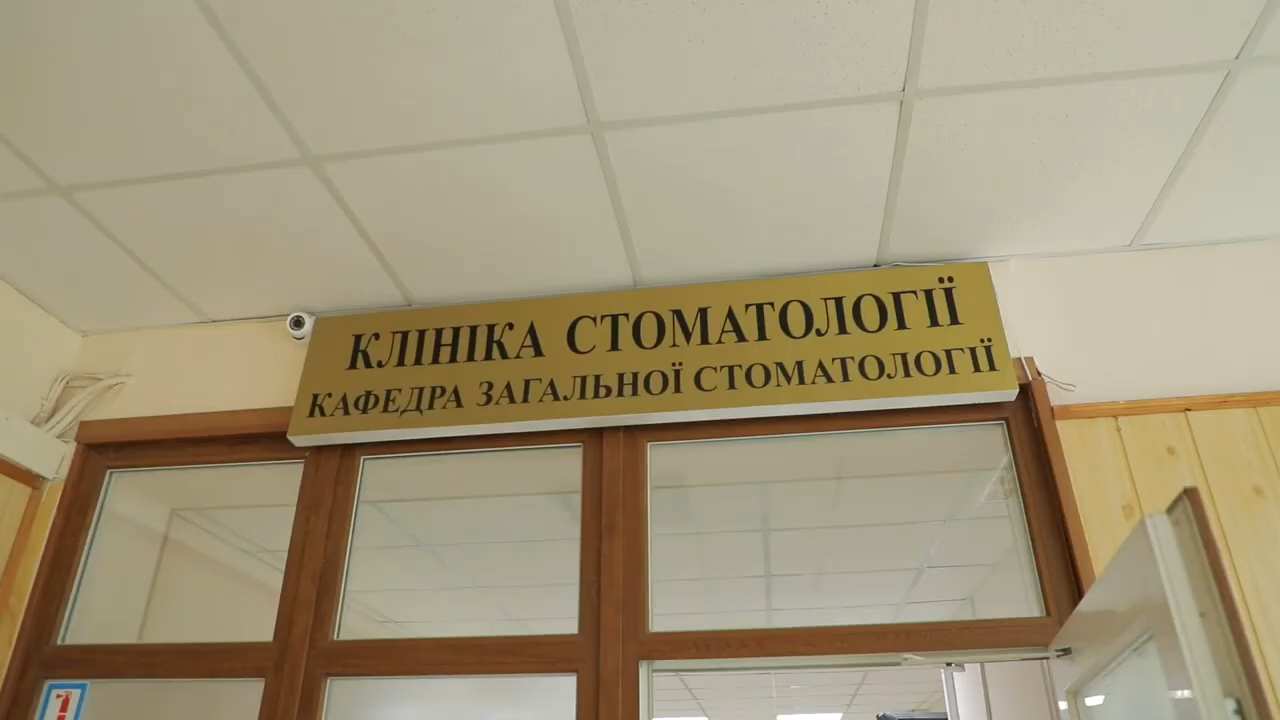 КЛІНІКА СТОМАТОЛОГІЇ
КАФЕДРА ЗАГАЛЬНОЇ СТОМАТОЛОГІЇ